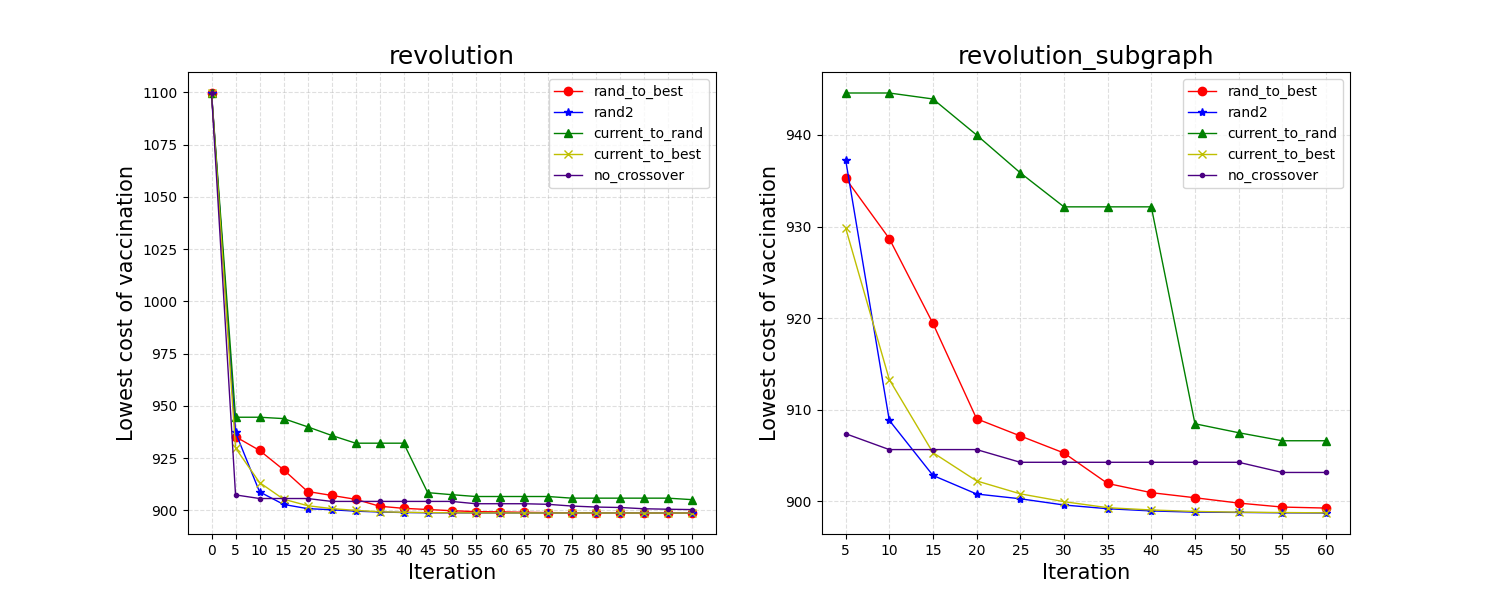 revolution
Lowest cost of vaccination
1100
1075
1050
1025
1000
975
950
925
900
rand_to_best
rand2
current_to_rand
current_to_best
no_crossover
0 5 10 15 20 25 30 35 40 45 50 55 60 65 70 75 80 85 90 95 100
Iteration
revolution_subgraph
Lowest cost of vaccination
940
930
920
910
900
rand_to_best
rand2
current_to_rand
current_to_best
no_crossover
5 10 15 20 25 30 35 40 45 50 55 60
Iteration